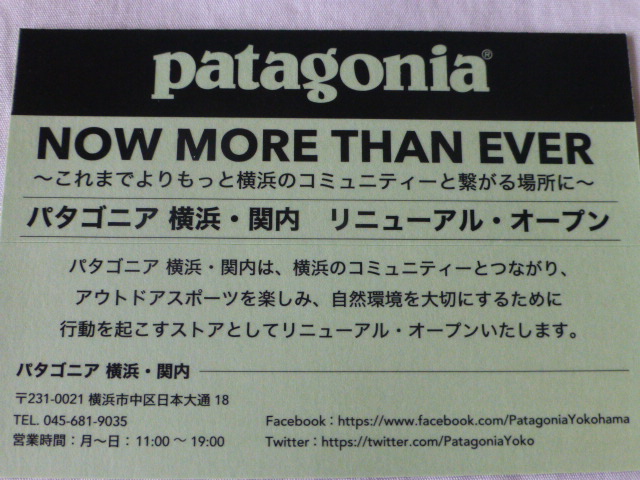 patagonia®
NOW MORE THAN EVER
〜これまでよりもっと横浜のコミュニティーと繋がる場所に〜
パタゴニア 横浜・関内 リニューアル・オープン
パタゴニア 横浜・関内は、横浜のコミュニティーとつながり、
アウトドアスポーツを楽しみ、自然環境を大切にするために
行動を起こすストアとしてリニューアル・オープンいたします。
パタゴニア 横浜・関内
〒231-0021 横浜市中区日本大通 18
TEL. 045-681-9035
営業時間：月〜日：11:00 〜 19:00
Facebook：https://www.facebook.com/PatagoniaYokohama
Twitter：https://twitter.com/PatagoniaYoko